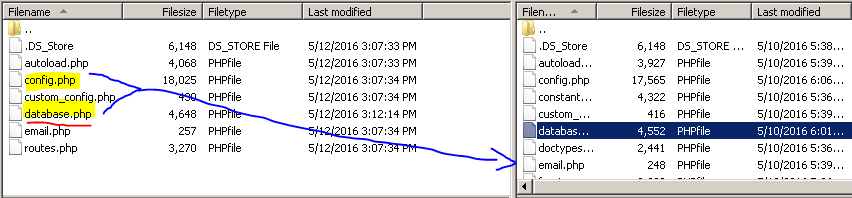 Filename Filesize Filetype Last modified
..
.DS_Store 6,148 DS_STORE File 5/12/2016 3:07:33 PM
autoload.php 4,068 PHPfile 5/12/2016 3:07:33 PM
config.php 18,025 PHPfile 5/12/2016 3:07:34 PM
custom_config.php 430 PHPfile 5/12/2016 3:07:34 PM
database.php 4,648 PHPfile 5/12/2016 3:12:14 PM
email.php 257 PHPfile 5/12/2016 3:07:34 PM
routes.php 3,270 PHPfile 5/12/2016 3:07:34 PM
Filen... Filesize Filetype Last modified
..
.DS_Store 6,148 DS_STORE ... 5/10/2016 5:38...
autoload... 3,927 PHPfile 5/10/2016 5:39...
config.php 17,565 PHPfile 5/10/2016 6:06...
constant... 4,322 PHPfile 5/10/2016 5:36...
custom_... 416 PHPfile 5/10/2016 5:39...
databas... 4,552 PHPfile 5/10/2016 6:01...
doctypes... 2,441 PHPfile 5/10/2016 5:36...
email.php 248 PHPfile 5/10/2016 5:39...